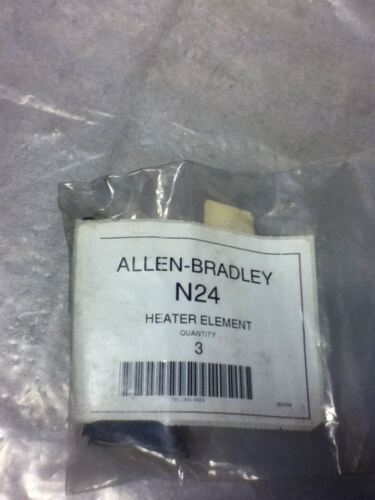 ALLEN-BRADLEY
N24
HEATER ELEMENT
QUANTITY
3